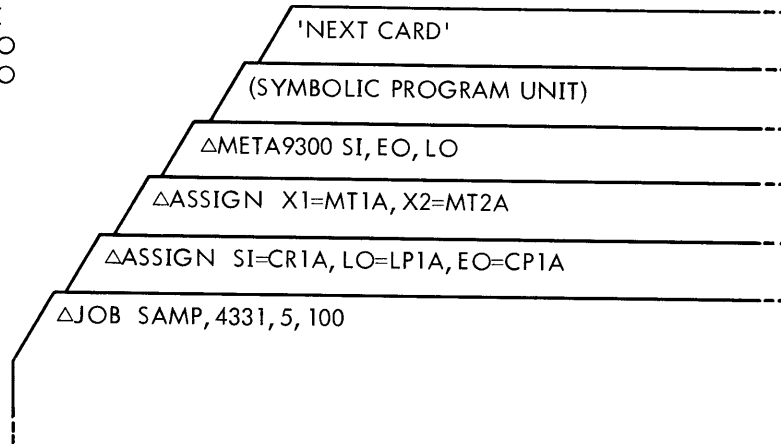 'NEXT CARD'
(SYMBOLIC PROGRAM UNIT)
△META9300 SI, EO, LO
△ASSIGN X1=MT1A, X2=MT2A
△ASSIGN SI=CR1A, LO=LP1A, EO=CP1A
△JOB SAMP, 4331, 5, 100